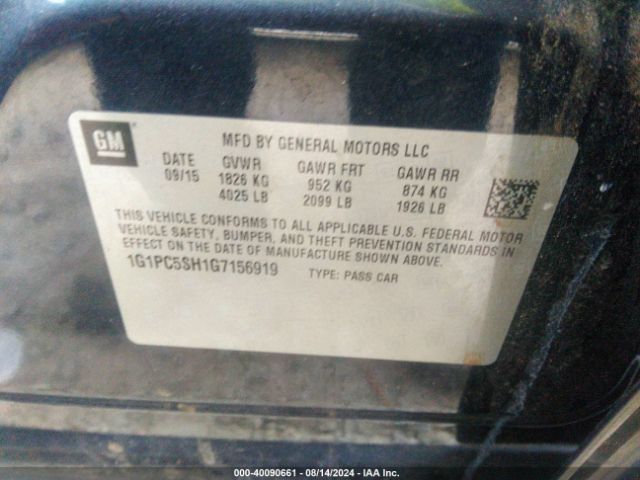 GM
MFD BY GENERAL MOTORS LLC
DATE GVWR GAWR FRT GAWR RR
09/15 1826 KG 952 KG 874 KG
4025 LB 2099 LB 1926 LB
THIS VEHICLE CONFORMS TO ALL APPLICABLE U.S. FEDERAL MOTOR
VEHICLE SAFETY, BUMPER, AND THEFT PREVENTION STANDARDS IN
EFFECT ON THE DATE OF MANUFACTURE SHOWN ABOVE.
1G1PC5SH1G7156919 TYPE: PASS CAR
000-40090661 - 08/14/2024 - IAA Inc.